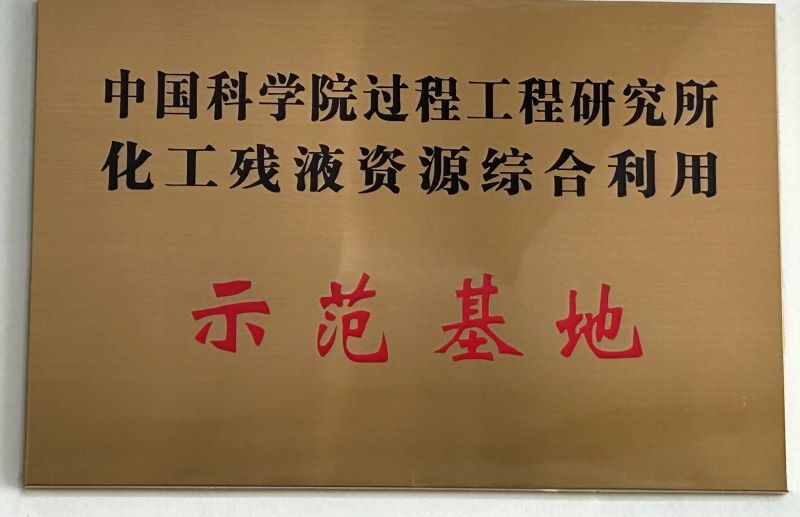 中国科学院过程工程研究所
化工残液资源综合利用
示范基地